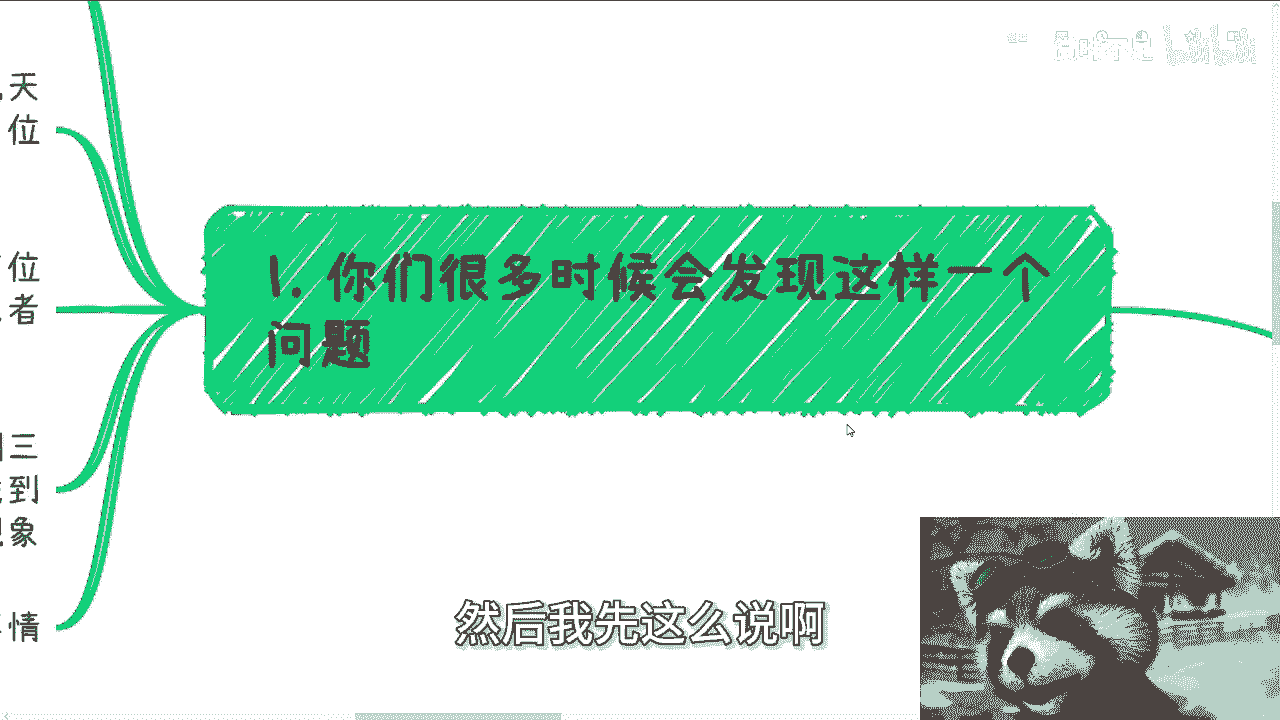 天
位
位
者
1. 你们很多时候会发现这样一个
问题
三
到
象
情
然后我先这么说啊